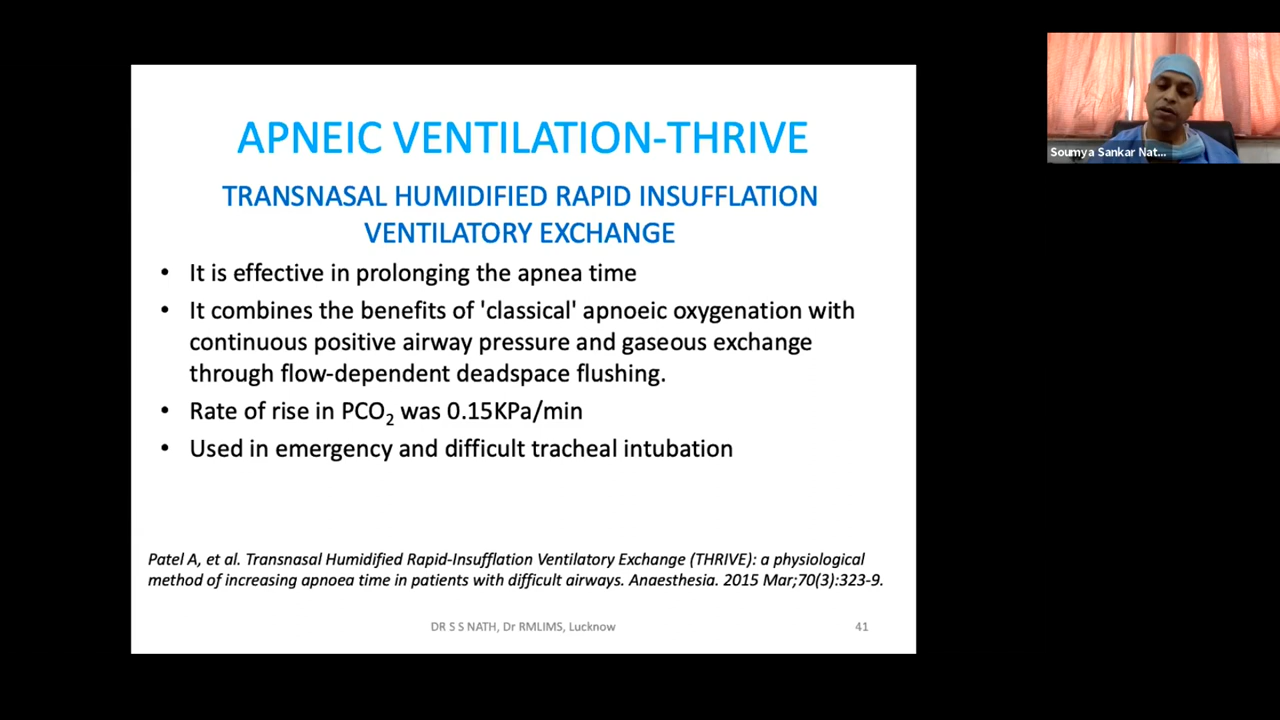 APNEIC VENTILATION-THRIVE
TRANSNASAL HUMIDIFIED RAPID INSUFFLATION
VENTILATORY EXCHANGE
• It is effective in prolonging the apnea time
• It combines the benefits of 'classical' apnoeic oxygenation with
continuous positive airway pressure and gaseous exchange
through flow-dependent deadspace flushing.
• Rate of rise in PCO₂ was 0.15KPa/min
• Used in emergency and difficult tracheal intubation
Patel A, et al. Transnasal Humidified Rapid-Insufflation Ventilatory Exchange (THRIVE): a physiological
method of increasing apnoea time in patients with difficult airways. Anaesthesia. 2015 Mar;70(3):323-9.
DR S S NATH, Dr RMLIMS, Lucknow
41
Soumya Sankar Nat...